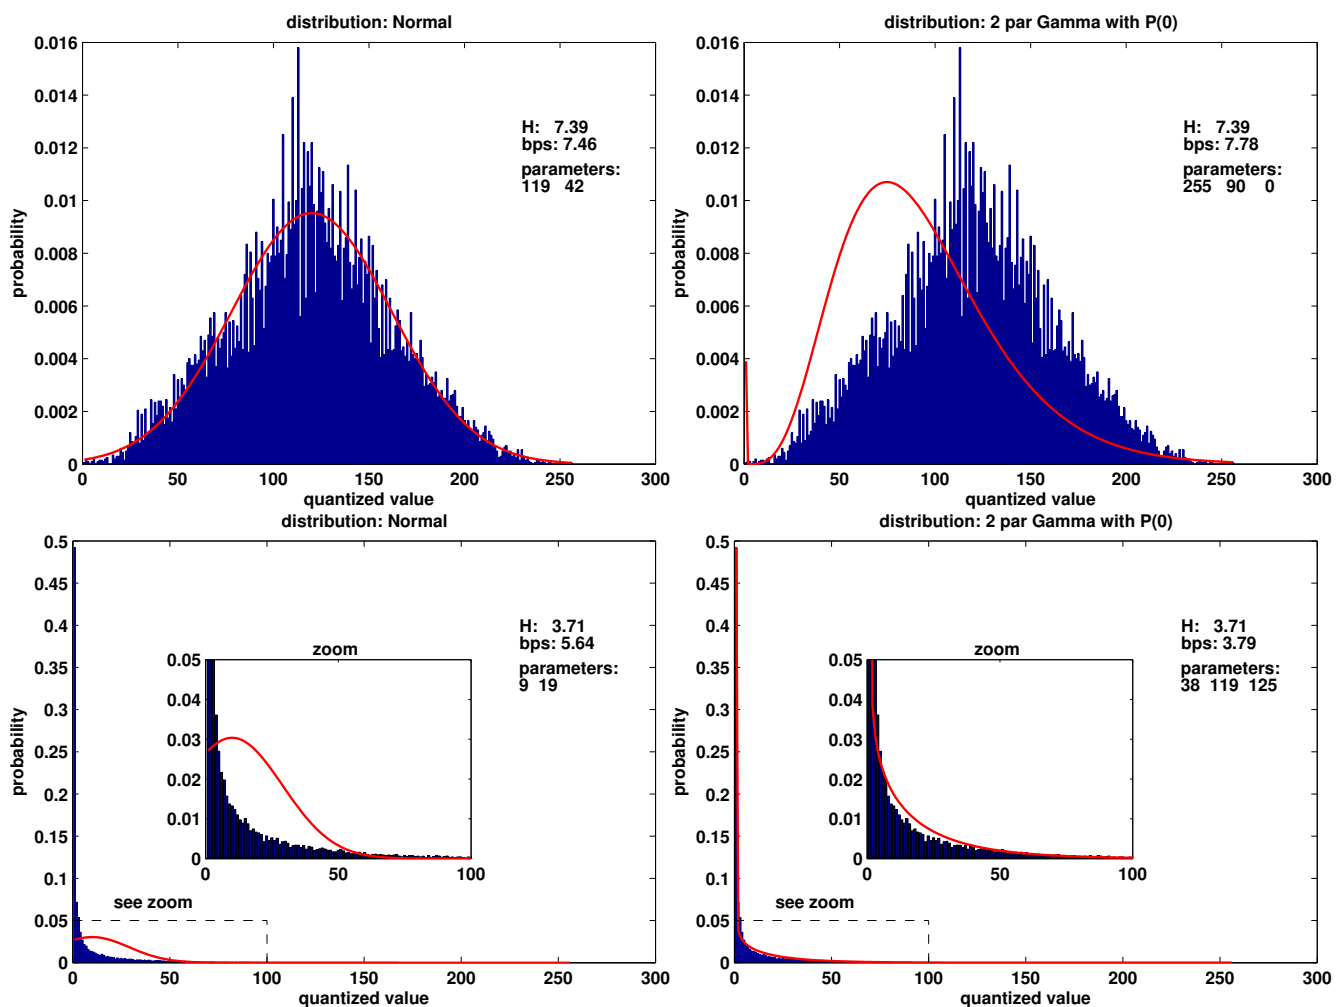 distribution: Normal
0.016
0.014
0.012
0.01
0.008
0.006
0.004
0.002
0
probability
H: 7.39
bps: 7.46
parameters:
119 42
0 50 100 150 200 250 300
quantized value
distribution: 2 par Gamma with P(0)
0.016
0.014
0.012
0.01
0.008
0.006
0.004
0.002
0
probability
H: 7.39
bps: 7.78
parameters:
255 90 0
0 50 100 150 200 250 300
quantized value
distribution: Normal
0.5
0.45
0.4
0.35
0.3
0.25
0.2
0.15
0.1
0.05
0
probability
H: 3.71
bps: 5.64
parameters:
9 19
zoom
0.05
0.04
0.03
0.02
0.01
0
0 50 100
see zoom
0 50 100 150 200 250 300
quantized value
distribution: 2 par Gamma with P(0)
0.5
0.45
0.4
0.35
0.3
0.25
0.2
0.15
0.1
0.05
0
probability
H: 3.71
bps: 3.79
parameters:
38 119 125
zoom
0.05
0.04
0.03
0.02
0.01
0
0 50 100
see zoom
0 50 100 150 200 250 300
quantized value